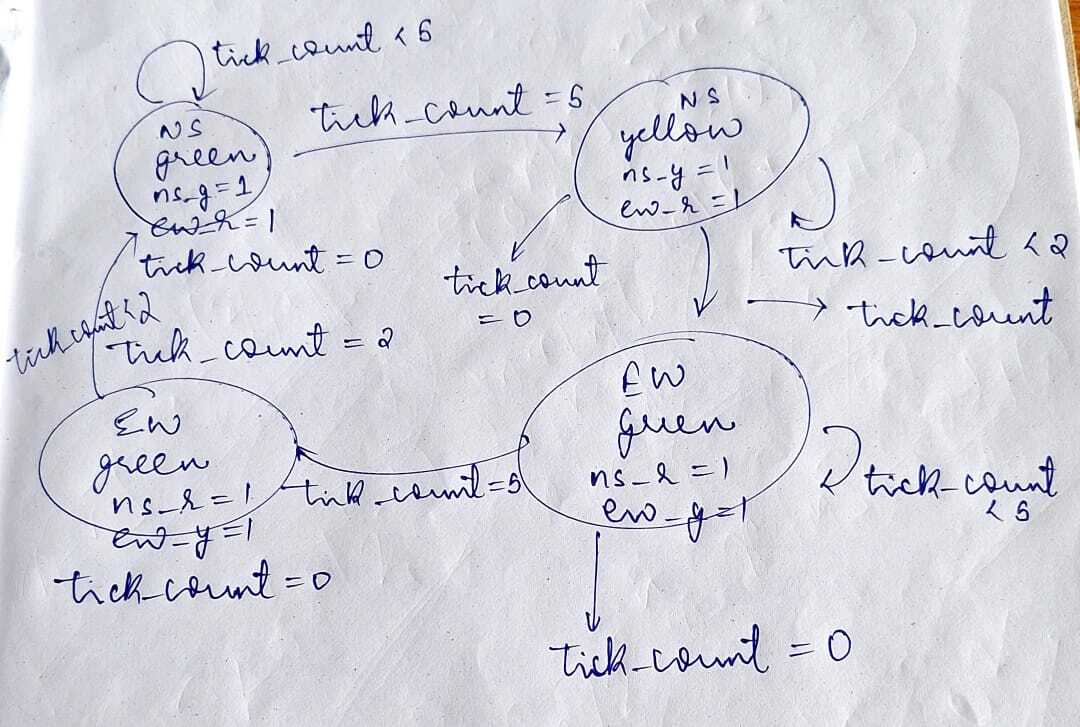 tick_count < 5
tick_count = 5
NS
green
ns_g = 1
ew_r = 1
tick_count = 0
NS
yellow
ns_y = 1
ew_r = 1
tick_count < 2
tick_count
tick_count
= 0
tick count < 2
tick_count = 2
EW
green
ns_r = 1
ew_y = 1
tick_count = 0
tick_count = 5
EW
green
ns_r = 1
ew_g = 1
tick_count
< 5
tick_count = 0